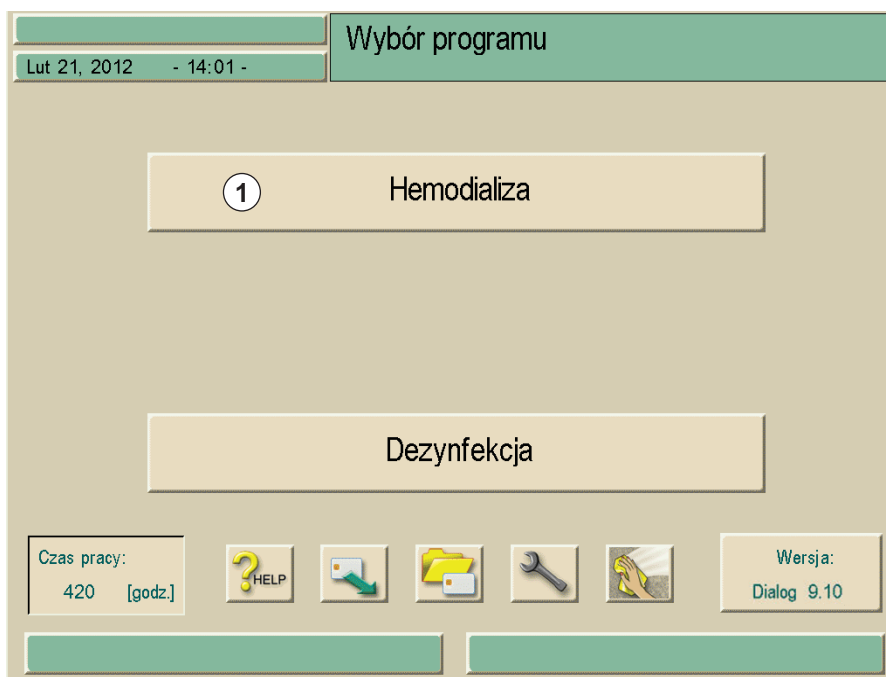 Wybór programu
Lut 21, 2012 - 14:01 -
1 Hemodializa
Dezynfekcja
Czas pracy:
420 [godz.]
?HELP
Wersja:
Dialog 9.10